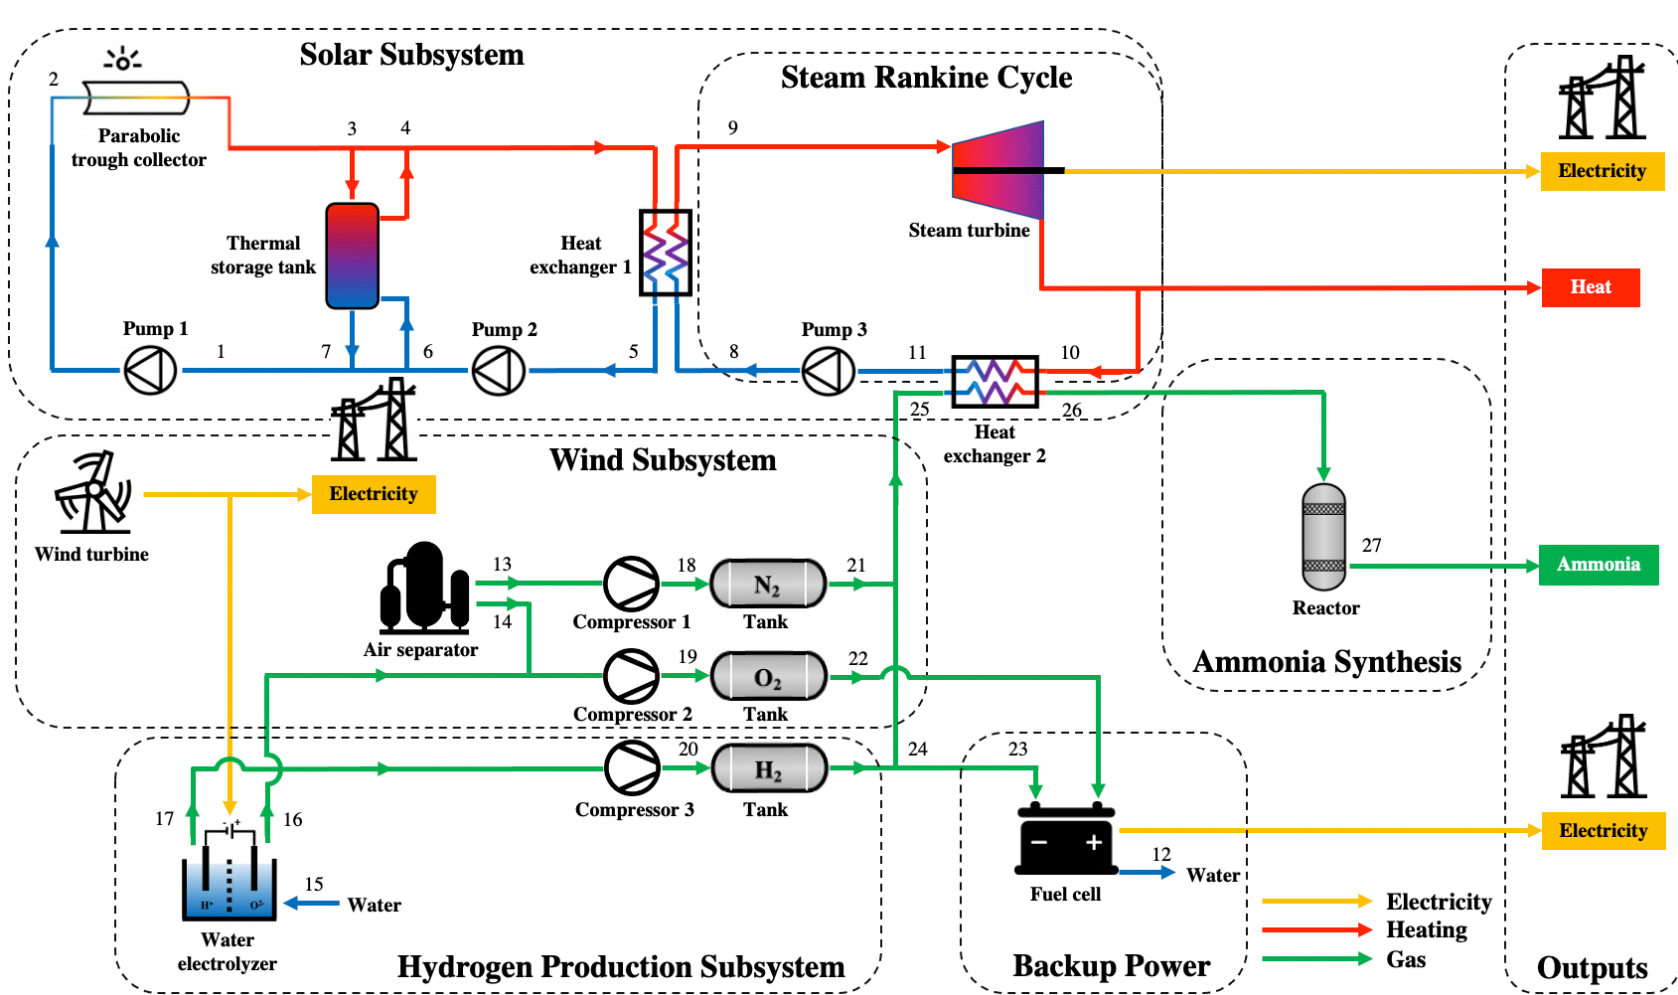 Solar Subsystem
Steam Rankine Cycle
2
Parabolic
trough collector
3
4
9
Electricity
Steam turbine
Thermal
storage tank
Heat
exchanger 1
Heat
Pump 1
Pump 2
Pump 3
1
7
6
5
8
11
10
25
26
Heat
exchanger 2
Wind Subsystem
Electricity
Wind turbine
13
14
Air separator
18
N2
21
Compressor 1
Tank
27
Ammonia
Reactor
Ammonia Synthesis
19
O2
22
Compressor 2
Tank
20
H2
24
23
Compressor 3
Tank
17
16
- +
15
Water
H+
O2-
Water
electrolyzer
Hydrogen Production Subsystem
− +
12
Water
Fuel cell
Backup Power
Electricity
Electricity
Heating
Gas
Outputs